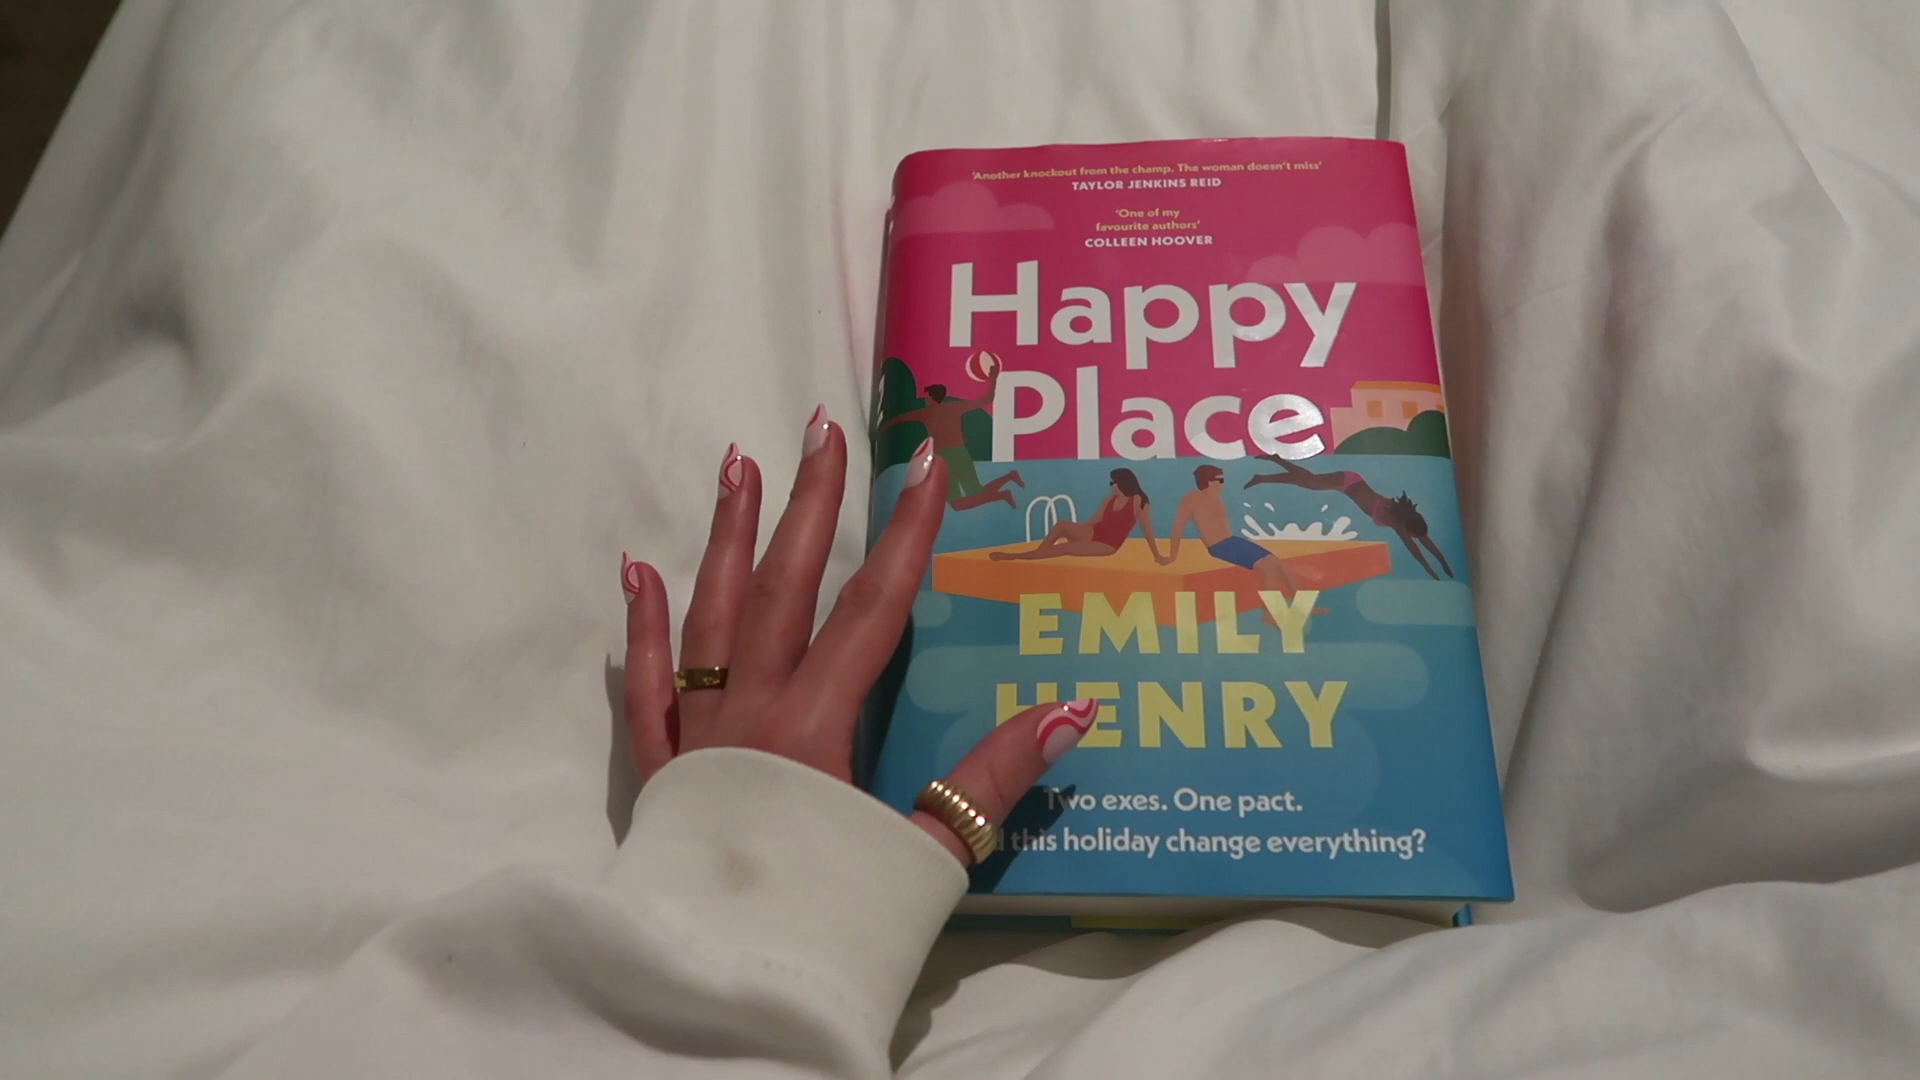 'Another knockout from the champ. The woman doesn't miss'
TAYLOR JENKINS REID
'One of my
favourite authors'
COLLEEN HOOVER
Happy
Place
EMILY
HENRY
Two exes. One pact.
this holiday change everything?